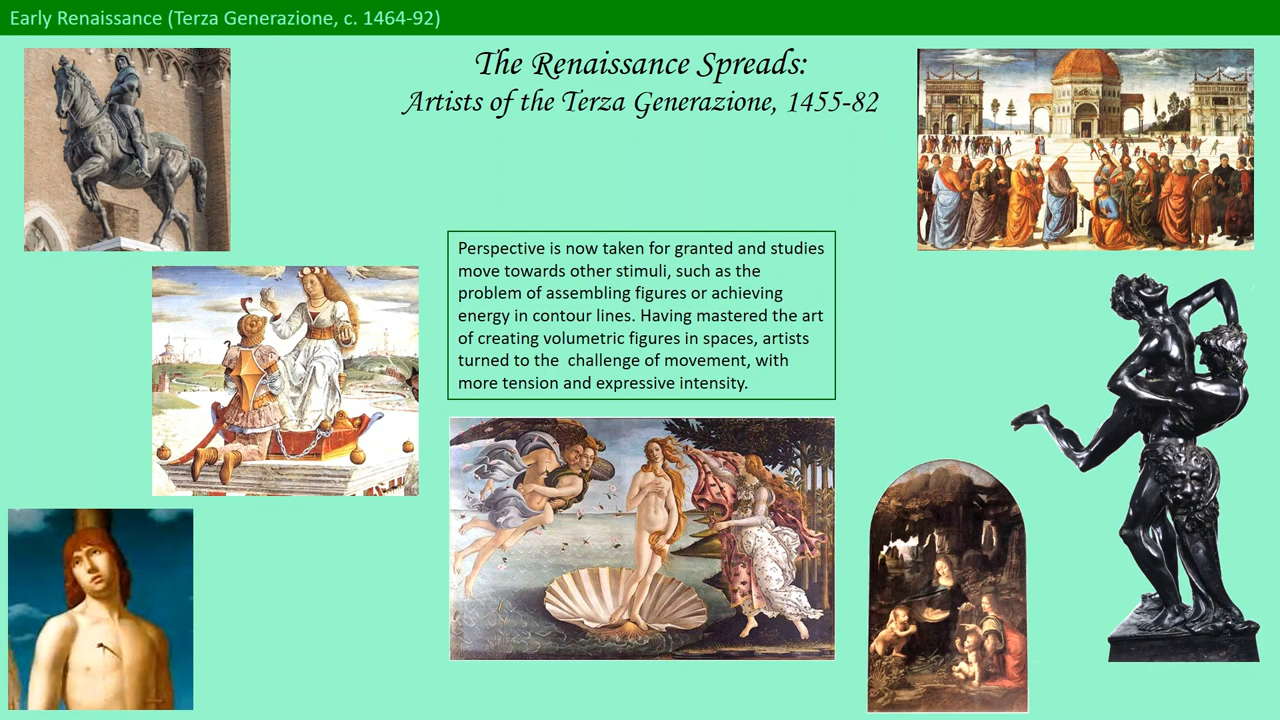 Early Renaissance (Terza Generazione, c. 1464-92)
The Renaissance Spreads:
Artists of the Terza Generazione, 1455-82
Perspective is now taken for granted and studies
move towards other stimuli, such as the
problem of assembling figures or achieving
energy in contour lines. Having mastered the art
of creating volumetric figures in spaces, artists
turned to the  challenge of movement, with
more tension and expressive intensity.